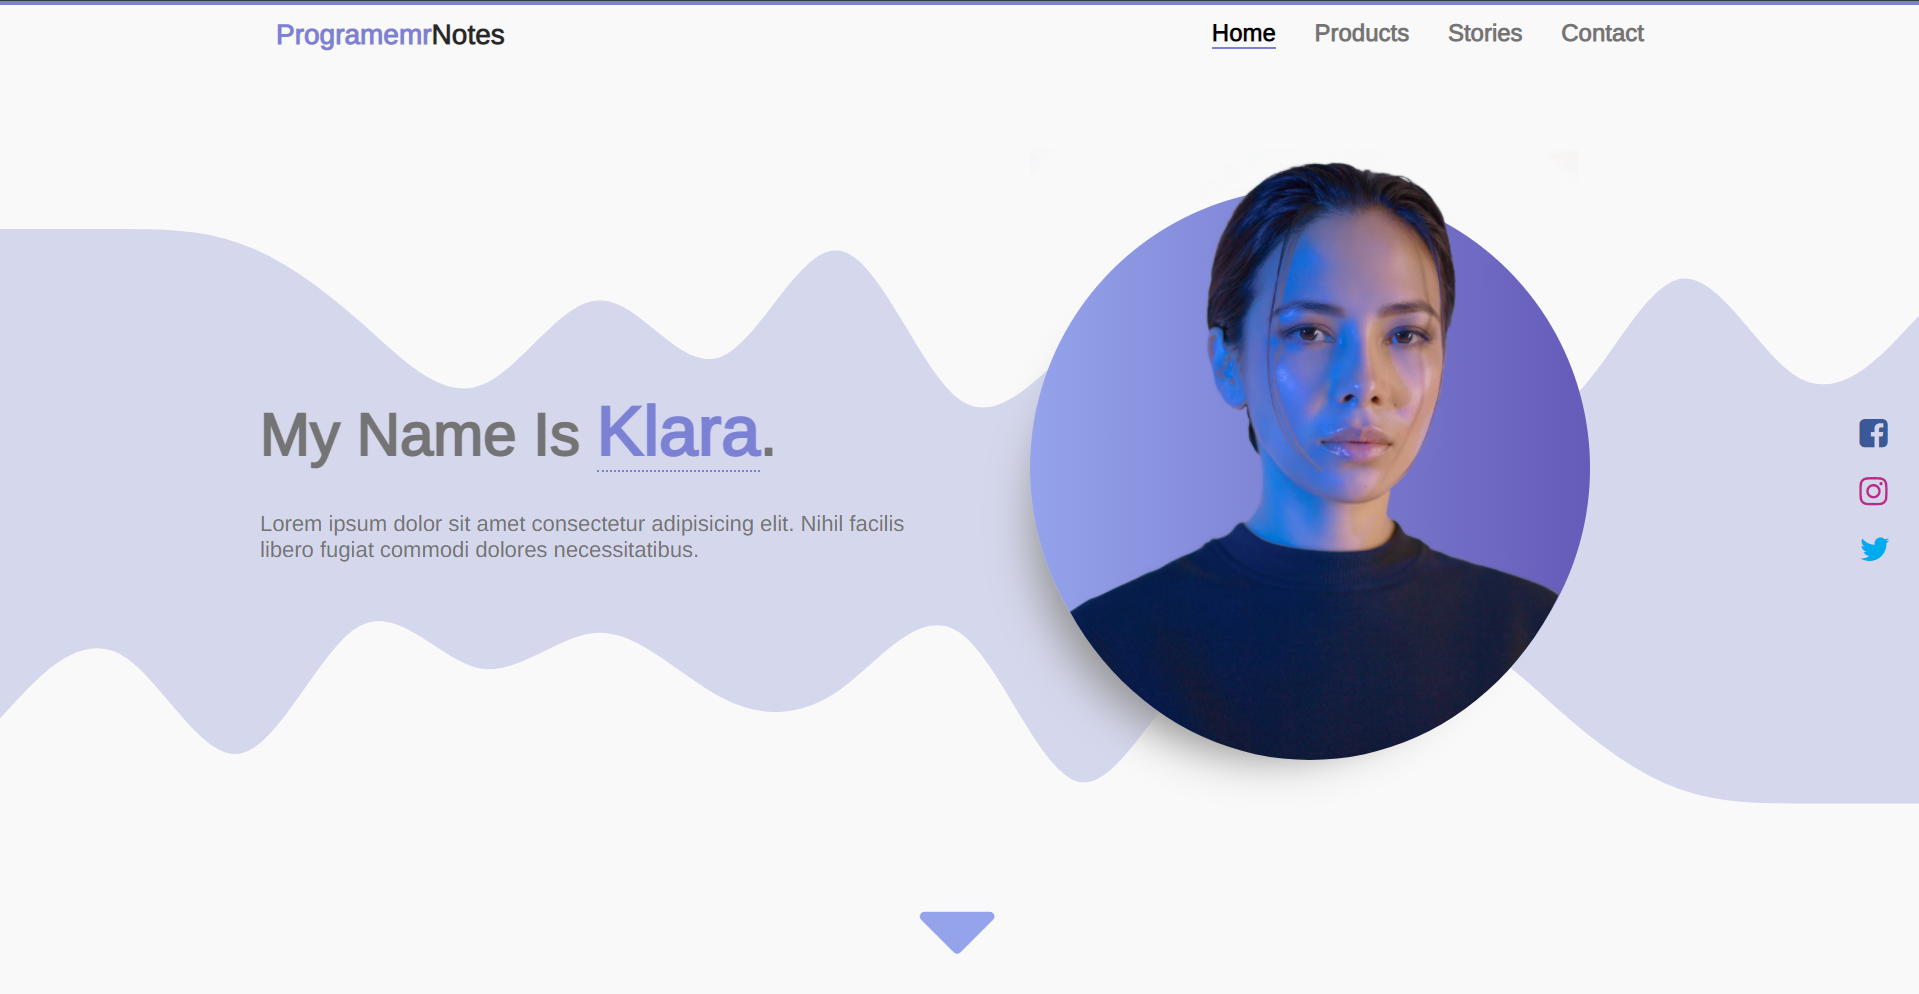 ProgramemrNotes
Home Products Stories Contact
My Name Is Klara.
Lorem ipsum dolor sit amet consectetur adipisicing elit. Nihil facilis
libero fugiat commodi dolores necessitatibus.